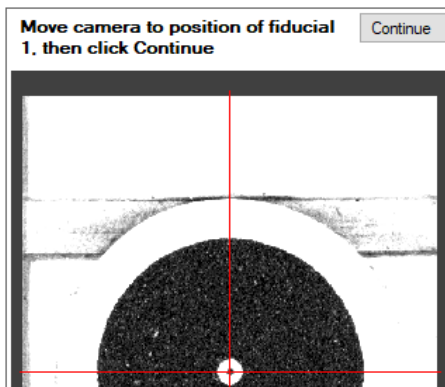 Move camera to position of fiducial
1, then click Continue
Continue